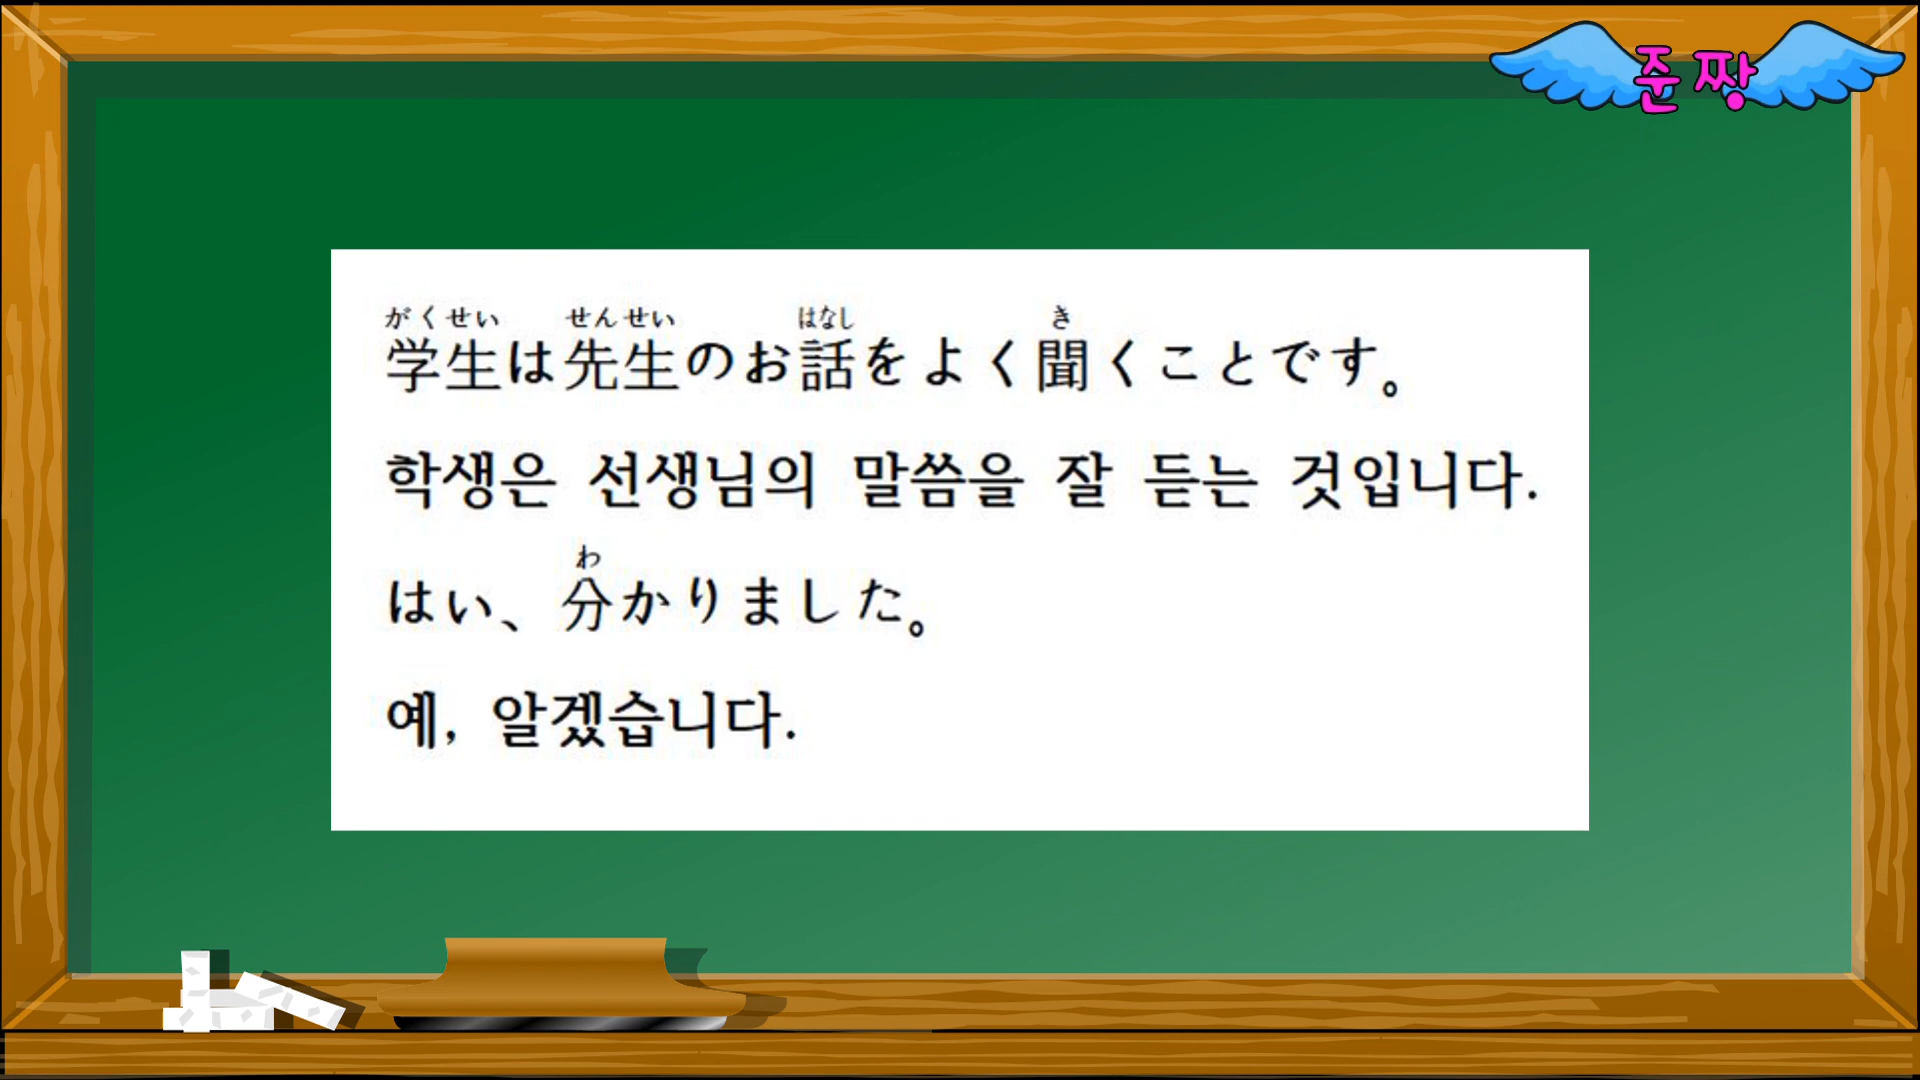 준짱
がくせい せんせい はなし き
学生は先生のお話をよく聞くことです。
학생은 선생님의 말씀을 잘 듣는 것입니다.
わ
はい、分かりました。
예, 알겠습니다.